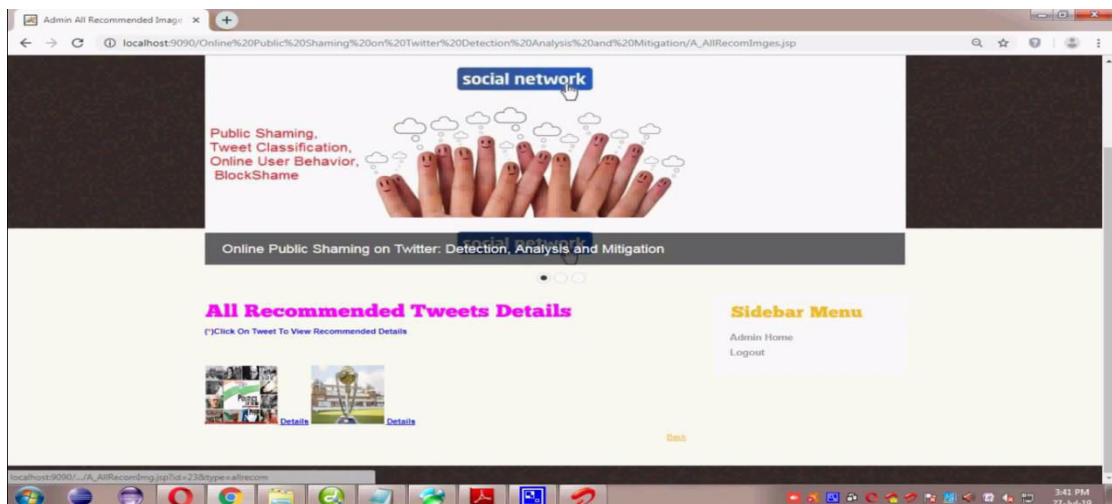 Admin All Recommended Image
localhost:9090/Online%20Public%20Shaming%20on%20Twitter%20Detection%20Analysis%20and%20Mitigation/A_AllRecomImges.jsp
social network
Public Shaming,
Tweet Classification,
Online User Behavior,
BlockShame
Online Public Shaming on Twitter: Detection, Analysis and Mitigation
All Recommended Tweets Details
(*)Click On Tweet To View Recommended Details
Sidebar Menu
Admin Home
Logout
Details
Details
Back
localhost:9090/.../A_AllRecomImg.jsp?id=23&type=allrecom
3:41 PM
27-Jul-19